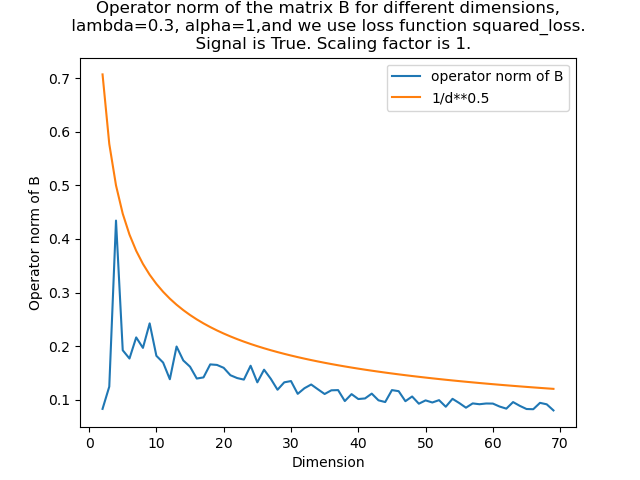 Operator norm of the matrix B for different dimensions,
lambda=0.3, alpha=1,and we use loss function squared_loss.
Signal is True. Scaling factor is 1.
operator norm of B
1/d**0.5
Operator norm of B
0.7
0.6
0.5
0.4
0.3
0.2
0.1
0 10 20 30 40 50 60 70
Dimension